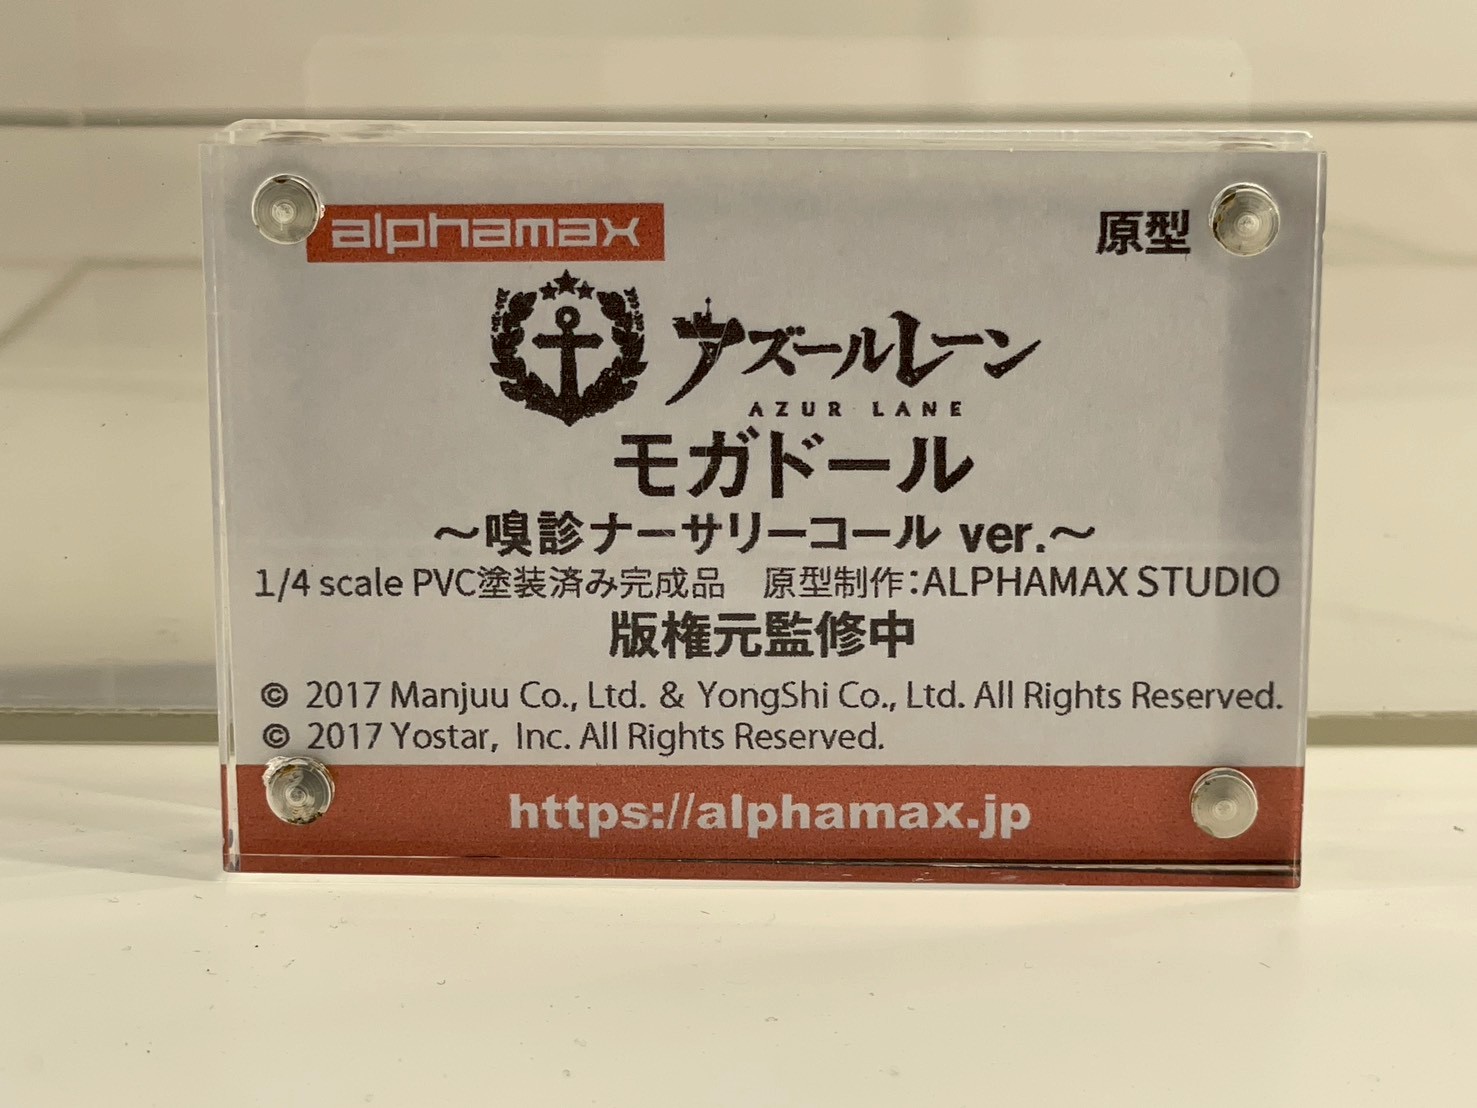 alphamax
原型
アズールレーン
AZUR LANE
モガドール
～嗅診ナーサリーコール ver.～
1/4 scale PVC塗装済み完成品　原型制作：ALPHAMAX STUDIO
版権元監修中
© 2017 Manjuu Co., Ltd. & YongShi Co., Ltd. All Rights Reserved.
© 2017 Yostar, Inc. All Rights Reserved.
https://alphamax.jp